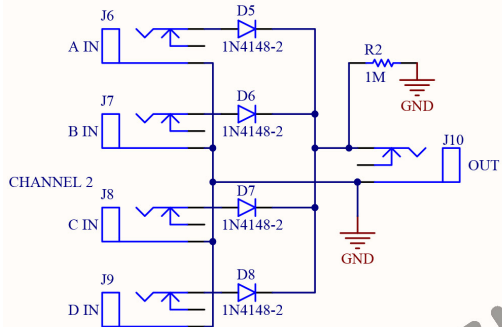 J6
D5
A IN
1N4148-2
R2
1M
GND
J7
D6
B IN
1N4148-2
J10
OUT
CHANNEL 2
J8
D7
C IN
1N4148-2
GND
J9
D8
D IN
1N4148-2